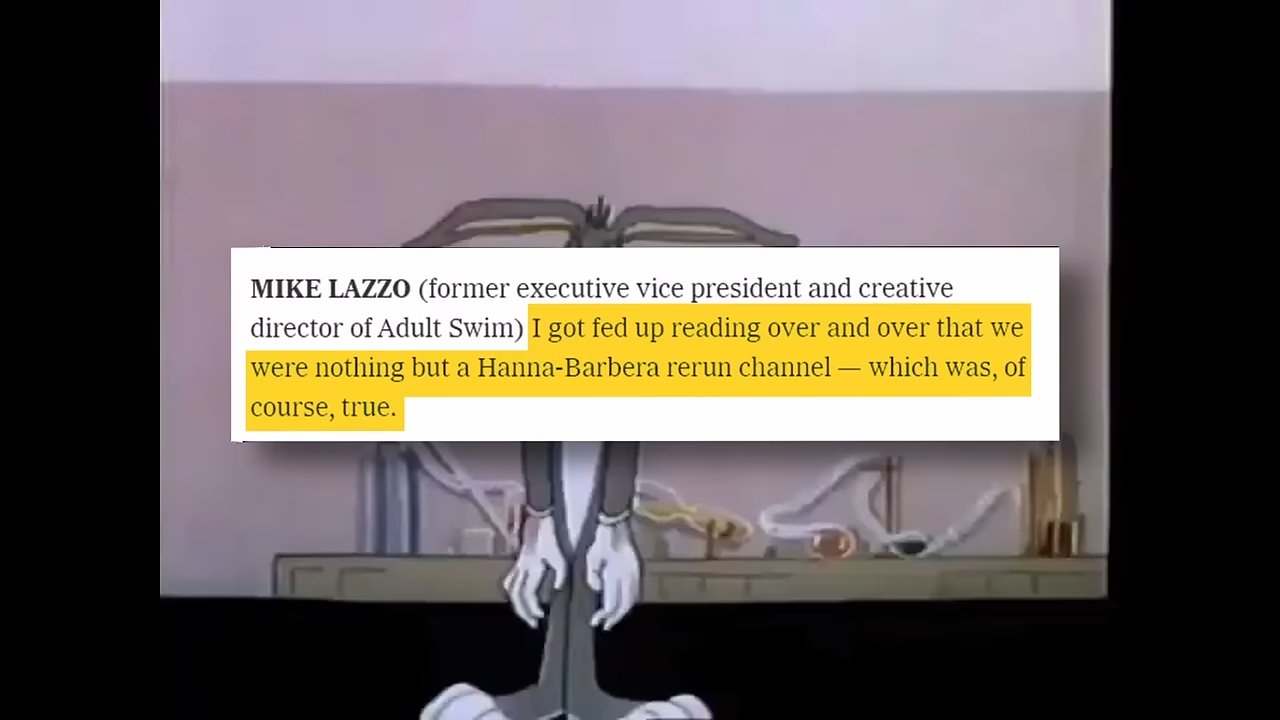 MIKE LAZZO (former executive vice president and creative
director of Adult Swim) I got fed up reading over and over that we
were nothing but a Hanna-Barbera rerun channel — which was, of
course, true.